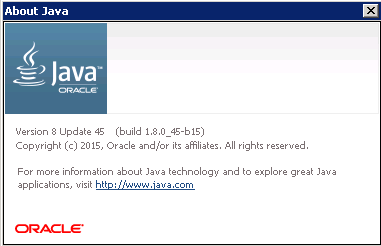 About Java
Java™
ORACLE
Version 8 Update 45 (build 1.8.0_45-b15)
Copyright (c) 2015, Oracle and/or its affiliates. All rights reserved.
For more information about Java technology and to explore great Java
applications, visit http://www.java.com
ORACLE